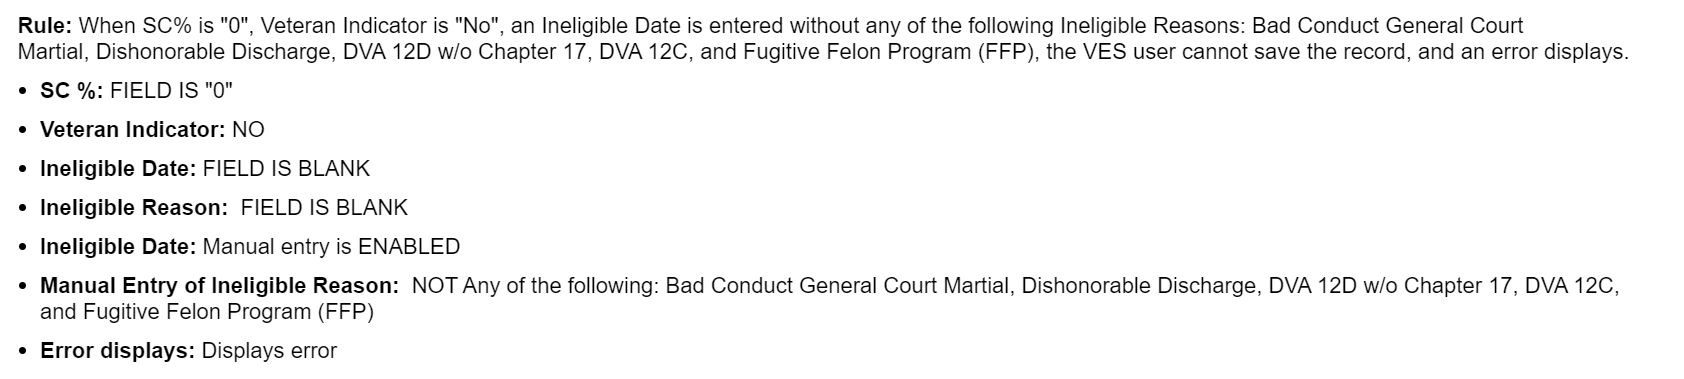 Rule: When SC% is "0", Veteran Indicator is "No", an Ineligible Date is entered without any of the following Ineligible Reasons: Bad Conduct General Court
Martial, Dishonorable Discharge, DVA 12D w/o Chapter 17, DVA 12C, and Fugitive Felon Program (FFP), the VES user cannot save the record, and an error displays.
• SC %: FIELD IS "0"
• Veteran Indicator: NO
• Ineligible Date: FIELD IS BLANK
• Ineligible Reason:  FIELD IS BLANK
• Ineligible Date: Manual entry is ENABLED
• Manual Entry of Ineligible Reason:  NOT Any of the following: Bad Conduct General Court Martial, Dishonorable Discharge, DVA 12D w/o Chapter 17, DVA 12C,
and Fugitive Felon Program (FFP)
• Error displays: Displays error